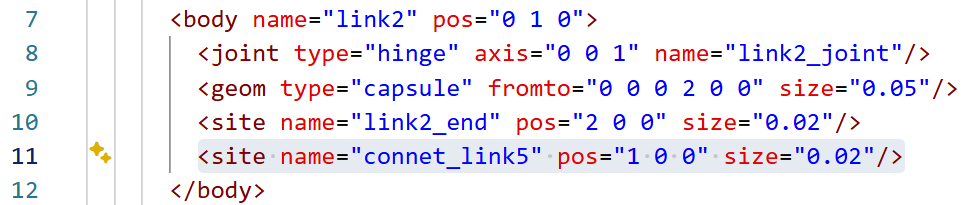 7 <body name="link2" pos="0 1 0">
8 <joint type="hinge" axis="0 0 1" name="link2_joint"/>
9 <geom type="capsule" fromto="0 0 0 2 0 0" size="0.05"/>
10 <site name="link2_end" pos="2 0 0" size="0.02"/>
11 <site name="connet_link5" pos="1 0 0" size="0.02"/>
12 </body>